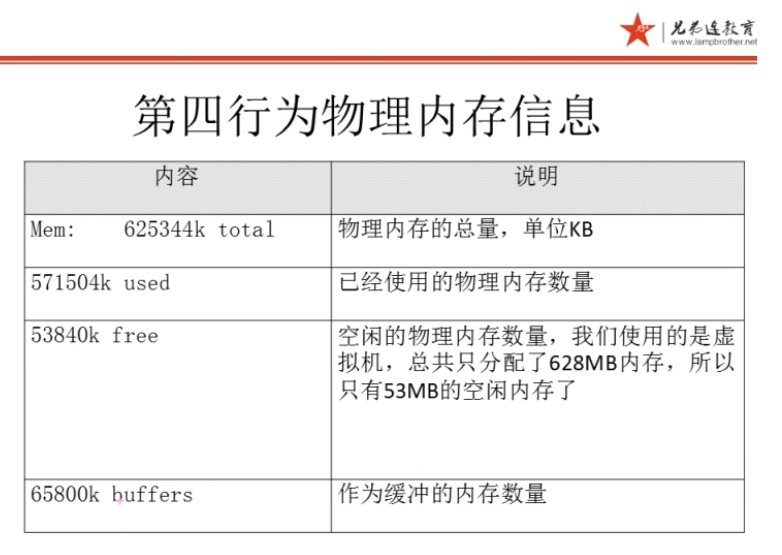 兄弟连教育
www.lampbrother.net
第四行为物理内存信息
内容 说明
Mem: 625344k total 物理内存的总量，单位KB
571504k used 已经使用的物理内存数量
53840k free 空闲的物理内存数量，我们使用的是虚
拟机，总共只分配了628MB内存，所以
只有53MB的空闲内存了
65800k buffers 作为缓冲的内存数量